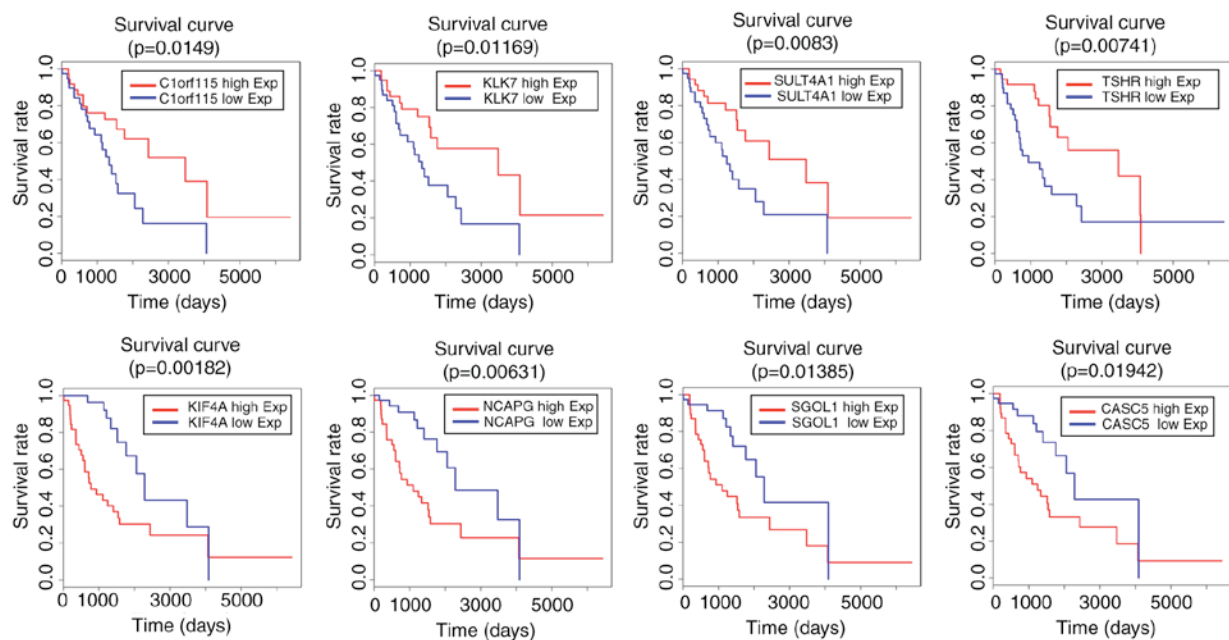 Survival curve
(p=0.0149)
C1orf115 high Exp
C1orf115 low Exp
Survival rate
1.0
0.8
0.6
0.4
0.2
0.0
0 1000 3000 5000
Time (days)
Survival curve
(p=0.01169)
KLK7 high Exp
KLK7 low Exp
Survival rate
1.0
0.8
0.6
0.4
0.2
0.0
0 1000 3000 5000
Time (days)
Survival curve
(p=0.0083)
SULT4A1 high Exp
SULT4A1 low Exp
Survival rate
1.0
0.8
0.6
0.4
0.2
0.0
0 1000 3000 5000
Time (days)
Survival curve
(p=0.00741)
TSHR high Exp
TSHR low Exp
Survival rate
1.0
0.8
0.6
0.4
0.2
0.0
0 1000 3000 5000
Time (days)
Survival curve
(p=0.00182)
KIF4A high Exp
KIF4A low Exp
Survival rate
1.0
0.8
0.6
0.4
0.2
0.0
0 1000 3000 5000
Time (days)
Survival curve
(p=0.00631)
NCAPG high Exp
NCAPG low Exp
Survival rate
1.0
0.8
0.6
0.4
0.2
0.0
0 1000 3000 5000
Time (days)
Survival curve
(p=0.01385)
SGOL1 high Exp
SGOL1 low Exp
Survival rate
1.0
0.8
0.6
0.4
0.2
0.0
0 1000 3000 5000
Time (days)
Survival curve
(p=0.01942)
CASC5 high Exp
CASC5 low Exp
Survival rate
1.0
0.8
0.6
0.4
0.2
0.0
0 1000 3000 5000
Time (days)